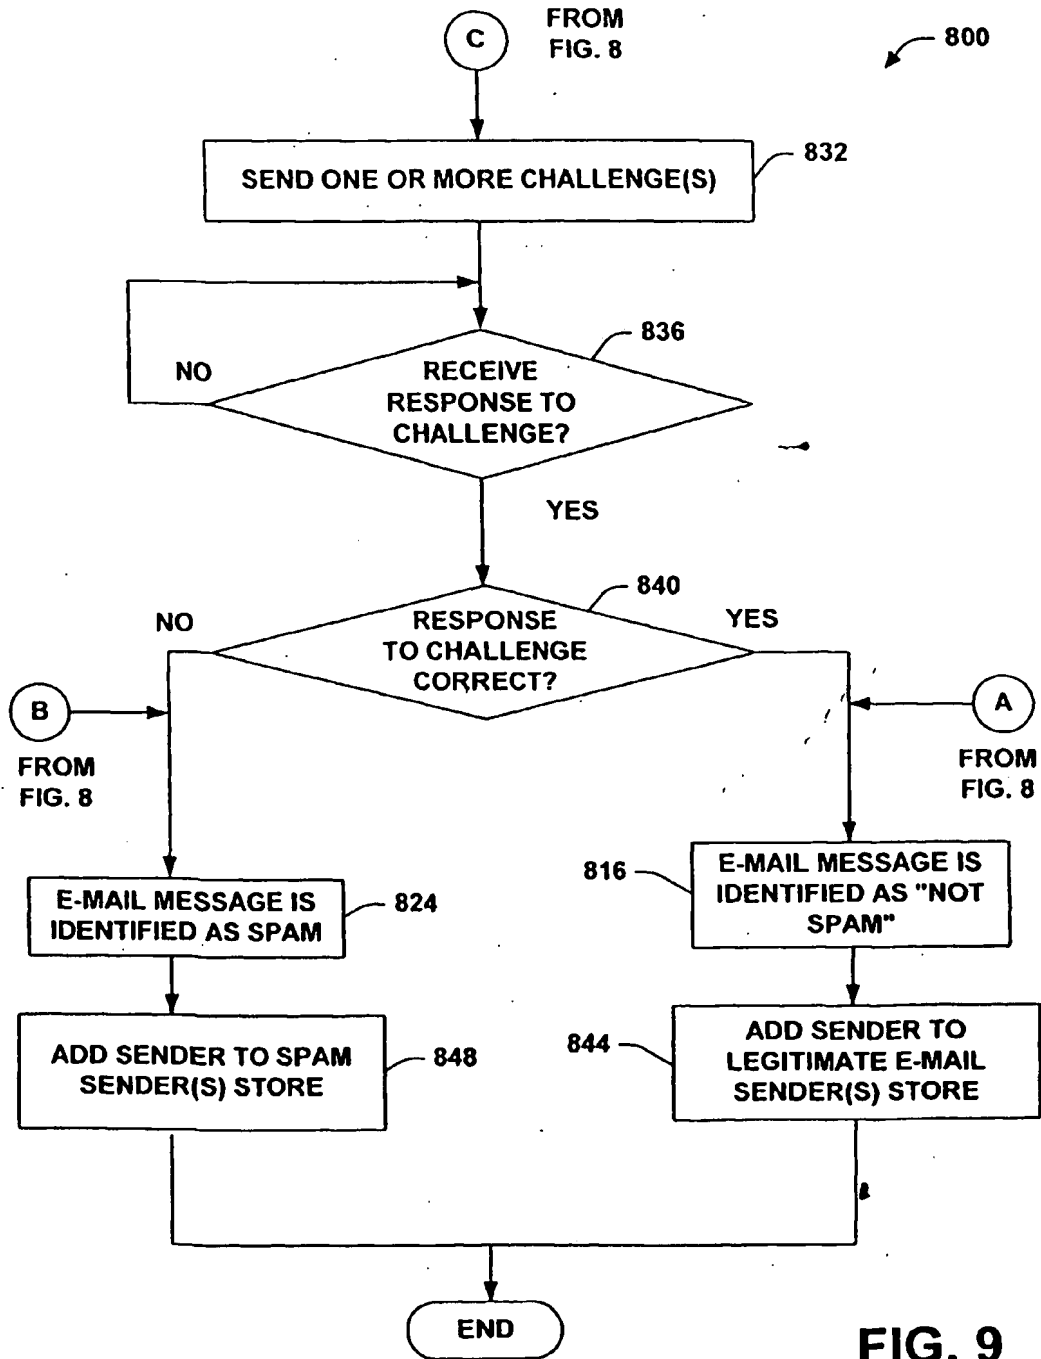 C
FROM
FIG. 8
800
SEND ONE OR MORE CHALLENGE(S)
832
836
NO
RECEIVE
RESPONSE TO
CHALLENGE?
YES
840
NO
RESPONSE
TO CHALLENGE
CORRECT?
YES
B
FROM
FIG. 8
A
FROM
FIG. 8
E-MAIL MESSAGE IS
IDENTIFIED AS SPAM
824
816
E-MAIL MESSAGE IS
IDENTIFIED AS "NOT
SPAM"
ADD SENDER TO SPAM
SENDER(S) STORE
848
844
ADD SENDER TO
LEGITIMATE E-MAIL
SENDER(S) STORE
END
FIG. 9